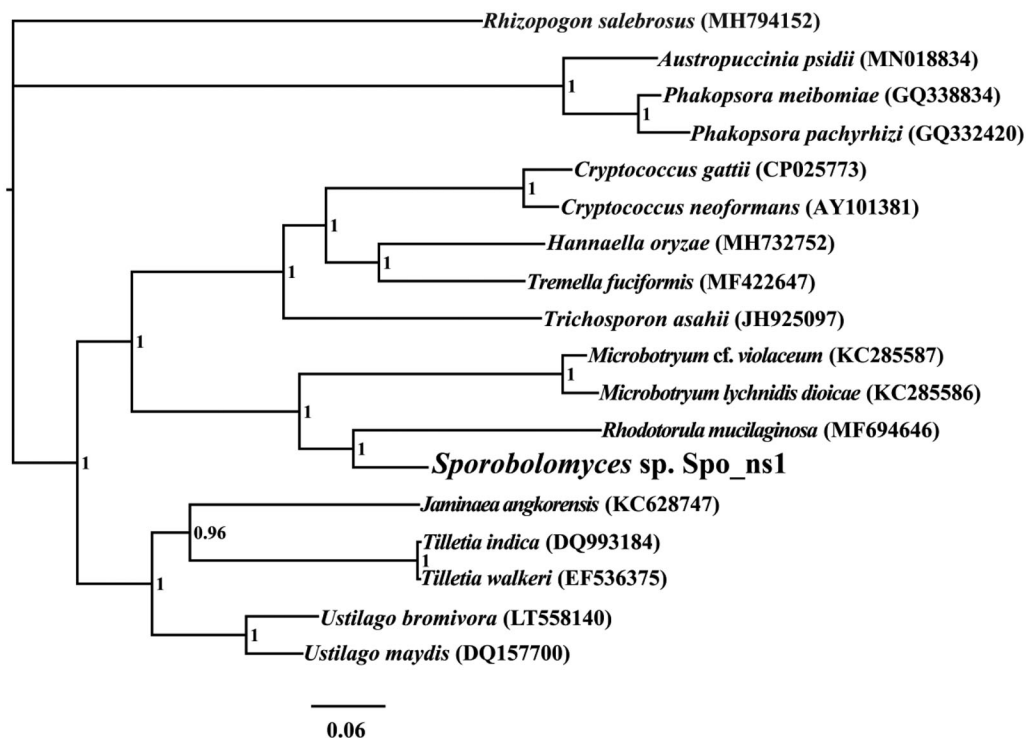 Rhizopogon salebrosus (MH794152)
Austropuccinia psidii (MN018834)
1
Phakopsora meibomiae (GQ338834)
1
Phakopsora pachyrhizi (GQ332420)
Cryptococcus gattii (CP025773)
1
Cryptococcus neoformans (AY101381)
1
Hannaella oryzae (MH732752)
1
1
Tremella fuciformis (MF422647)
Trichosporon asahii (JH925097)
1
Microbotryum cf. violaceum (KC285587)
1
Microbotryum lychnidis dioicae (KC285586)
1
Rhodotorula mucilaginosa (MF694646)
1
1
Sporobolomyces sp. Spo_ns1
Jaminaea angkorensis (KC628747)
0.96
Tilletia indica (DQ993184)
1
Tilletia walkeri (EF536375)
1
Ustilago bromivora (LT558140)
1
Ustilago maydis (DQ157700)
0.06